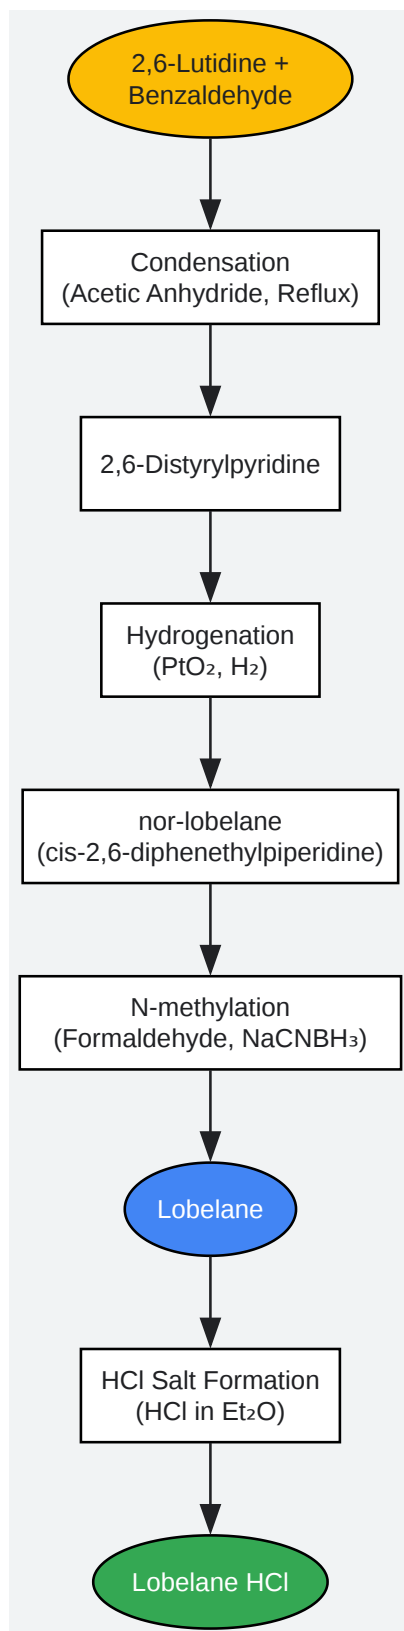 2,6-Lutidine +
Benzaldehyde
Condensation
(Acetic Anhydride, Reflux)
2,6-Distyrylpyridine
Hydrogenation
(PtO₂, H₂)
nor-lobelane
(cis-2,6-diphenethylpiperidine)
N-methylation
(Formaldehyde, NaCNBH₃)
Lobelane
HCl Salt Formation
(HCl in Et₂O)
Lobelane HCl